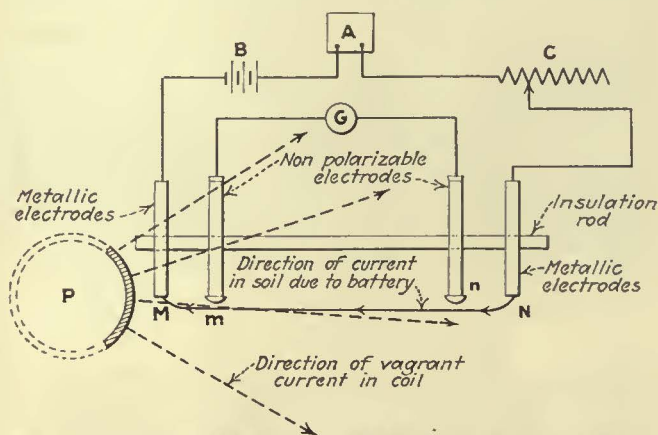 A
B
C
G
Non polarizable
electrodes
Metallic
electrodes
Insulation
rod
Direction of current
in soil due to battery
P
M
m
n
N
Metallic
electrodes
Direction of vagrant
current in coil